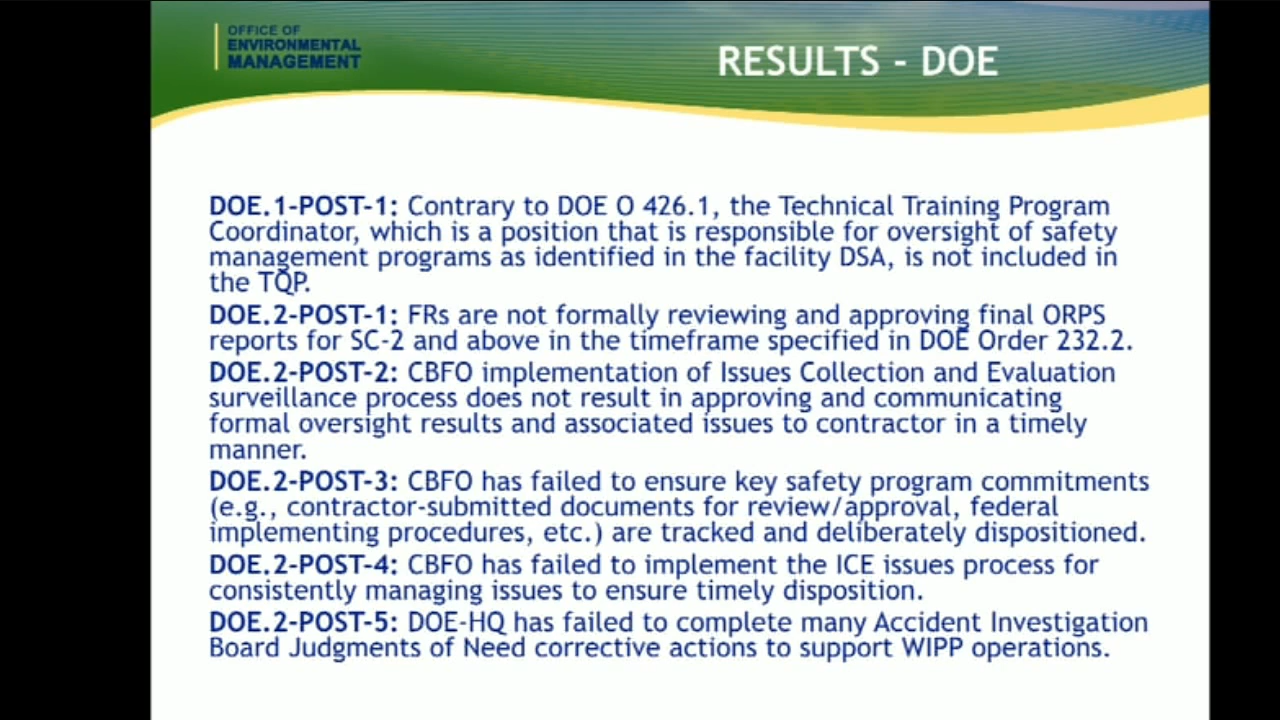 OFFICE OF
ENVIRONMENTAL
MANAGEMENT
RESULTS - DOE
DOE.1-POST-1: Contrary to DOE O 426.1, the Technical Training Program
Coordinator, which is a position that is responsible for oversight of safety
management programs as identified in the facility DSA, is not included in
the TQP.
DOE.2-POST-1: FRs are not formally reviewing and approving final ORPS
reports for SC-2 and above in the timeframe specified in DOE Order 232.2.
DOE.2-POST-2: CBFO implementation of Issues Collection and Evaluation
surveillance process does not result in approving and communicating
formal oversight results and associated issues to contractor in a timely
manner.
DOE.2-POST-3: CBFO has failed to ensure key safety program commitments
(e.g., contractor-submitted documents for review/approval, federal
implementing procedures, etc.) are tracked and deliberately dispositioned.
DOE.2-POST-4: CBFO has failed to implement the ICE issues process for
consistently managing issues to ensure timely disposition.
DOE.2-POST-5: DOE-HQ has failed to complete many Accident Investigation
Board Judgments of Need corrective actions to support WIPP operations.